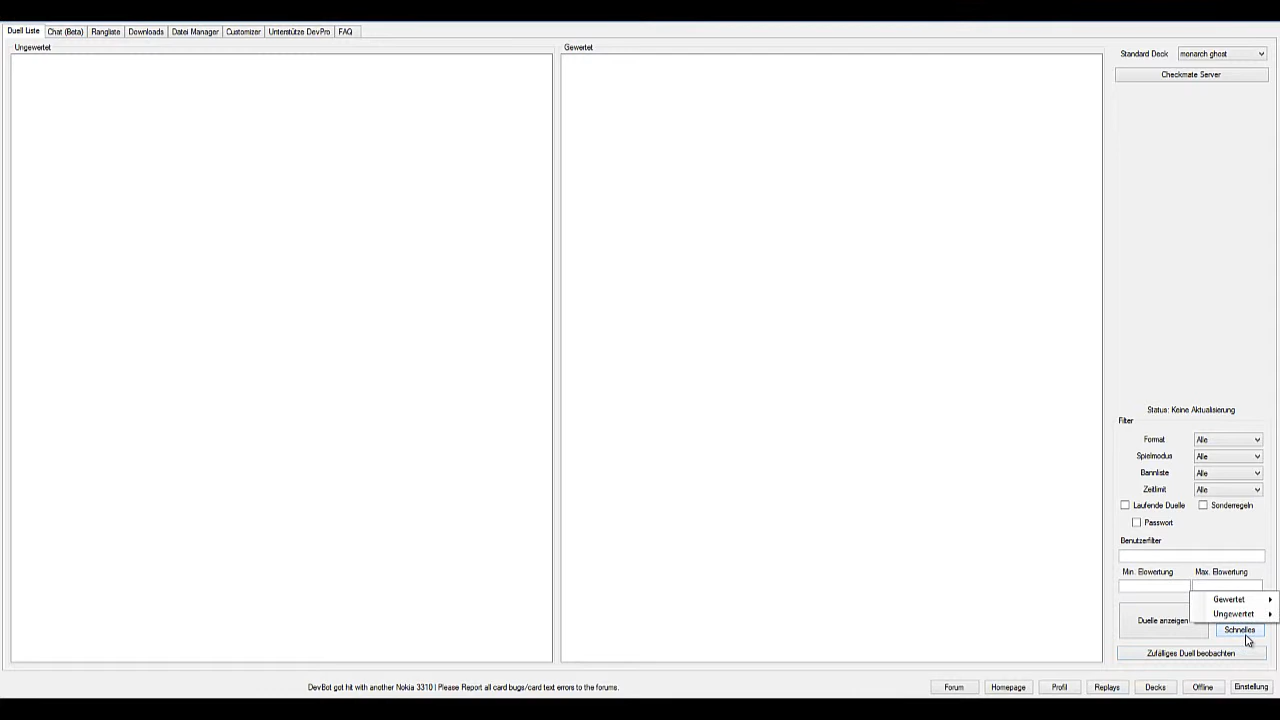 Duell Liste Chat (Beta) Rangliste Downloads Datei Manager Customizer Unterstütze DevPro FAQ
Ungewertet
Gewertet
Standard Deck monarch ghost
Checkmate Server
Status: Keine Aktualisierung
Filter
Format Alle
Spielmodus Alle
Bannliste Alle
Zeitlimit Alle
Laufende Duelle Sonderregeln
Passwort
Benutzerfilter
Min. Elowertung Max. Elowertung
Gewertet
Ungewertet
Duelle anzeigen
Schnelles
Zufälliges Duell beobachten
DevBot got hit with another Nokia 3310 | Please Report all card bugs/card text errors to the forums.
Forum Homepage Profil Replays Decks Offline Einstellung